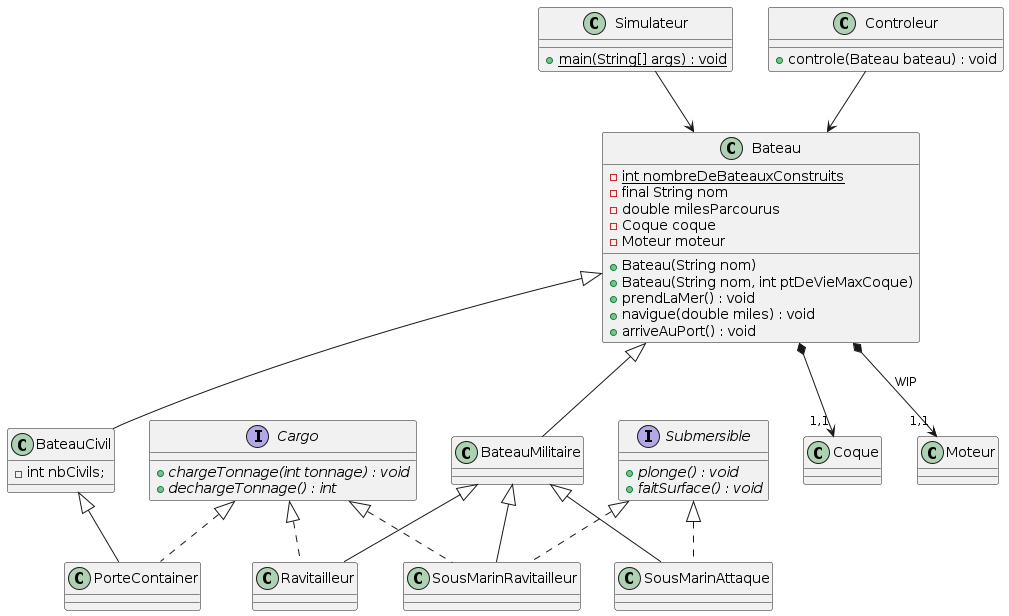 C Simulateur
+ main(String[] args) : void
C Controleur
controle(Bateau bateau) : void
C Bateau
int nombreDeBateauxConstruits
final String nom
double milesParcourus
Coque coque
Moteur moteur
Bateau(String nom)
Bateau(String nom, int ptDeVieMaxCoque)
prendLaMer() : void
navigue(double miles) : void
arriveAuPort() : void
WIP
1,1
1,1
C BateauCivil
int nbCivils;
I Cargo
chargeTonnage(int tonnage) : void
dechargeTonnage() : int
C BateauMilitaire
I Submersible
plonge() : void
faitSurface() : void
C Coque
C Moteur
C PorteContainer
C Ravitailleur
C SousMarinRavitailleur
C SousMarinAttaque